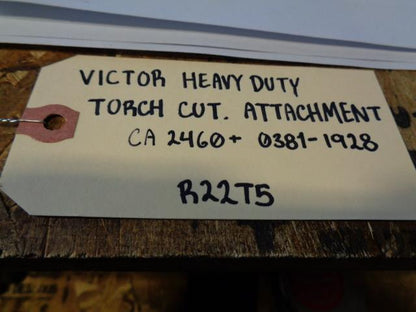 VICTOR HEAVY DUTY
TORCH CUT. ATTACHMENT
CA 2460+ 0381-1928
R22T5